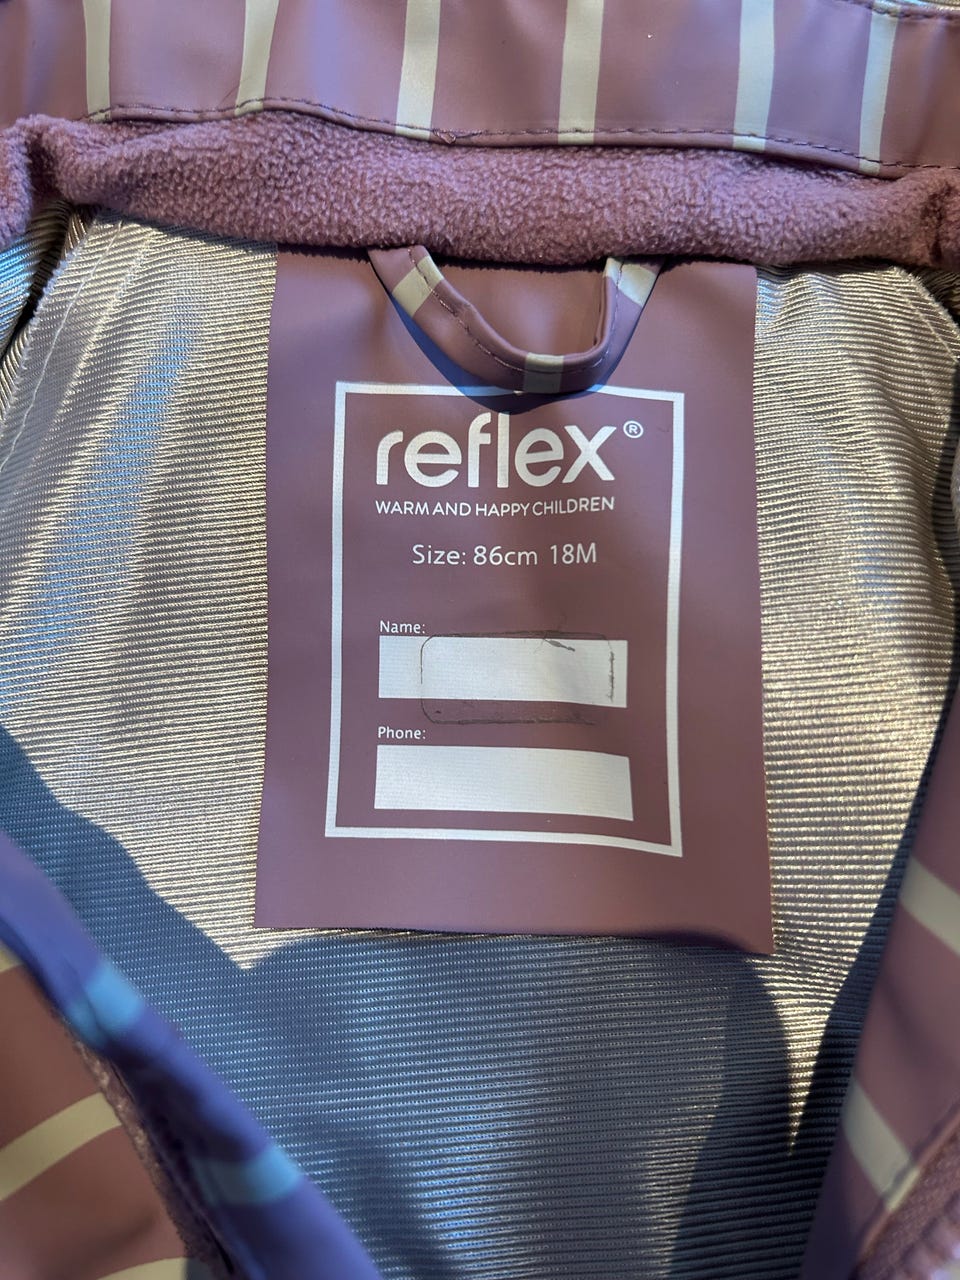 reflex®
WARM AND HAPPY CHILDREN
Size: 86cm 18M
Name:
Phone: